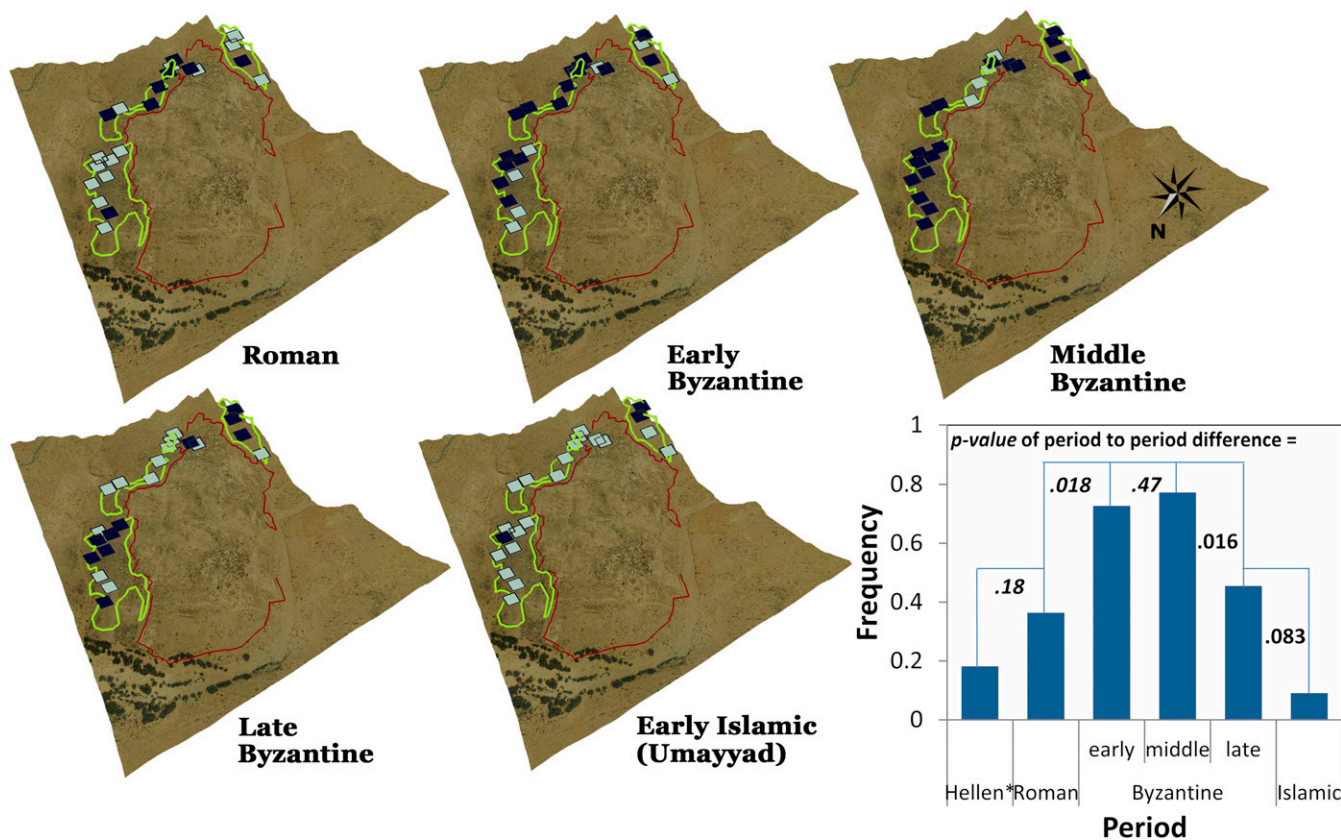 Roman
Early
Byzantine
Middle
Byzantine
N
Late
Byzantine
Early Islamic
(Umayyad)
p-value of period to period difference =
1
0.8
0.6
0.4
0.2
0
Frequency
.18
.018
.47
.016
.083
early middle late
Hellen* Roman Byzantine Islamic
Period